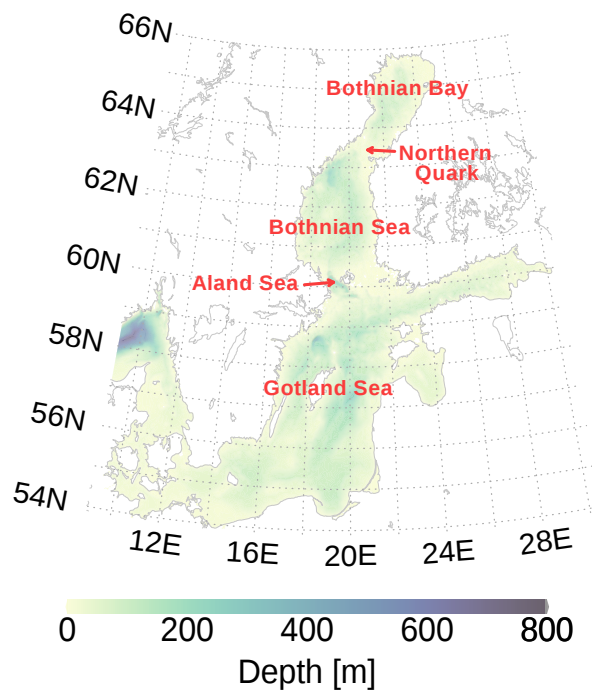 66N
Bothnian Bay
64N
Northern
Quark
62N
Bothnian Sea
60N
Aland Sea
58N
Gotland Sea
56N
54N
12E 16E 20E 24E 28E
0 200 400 600 800
Depth [m]